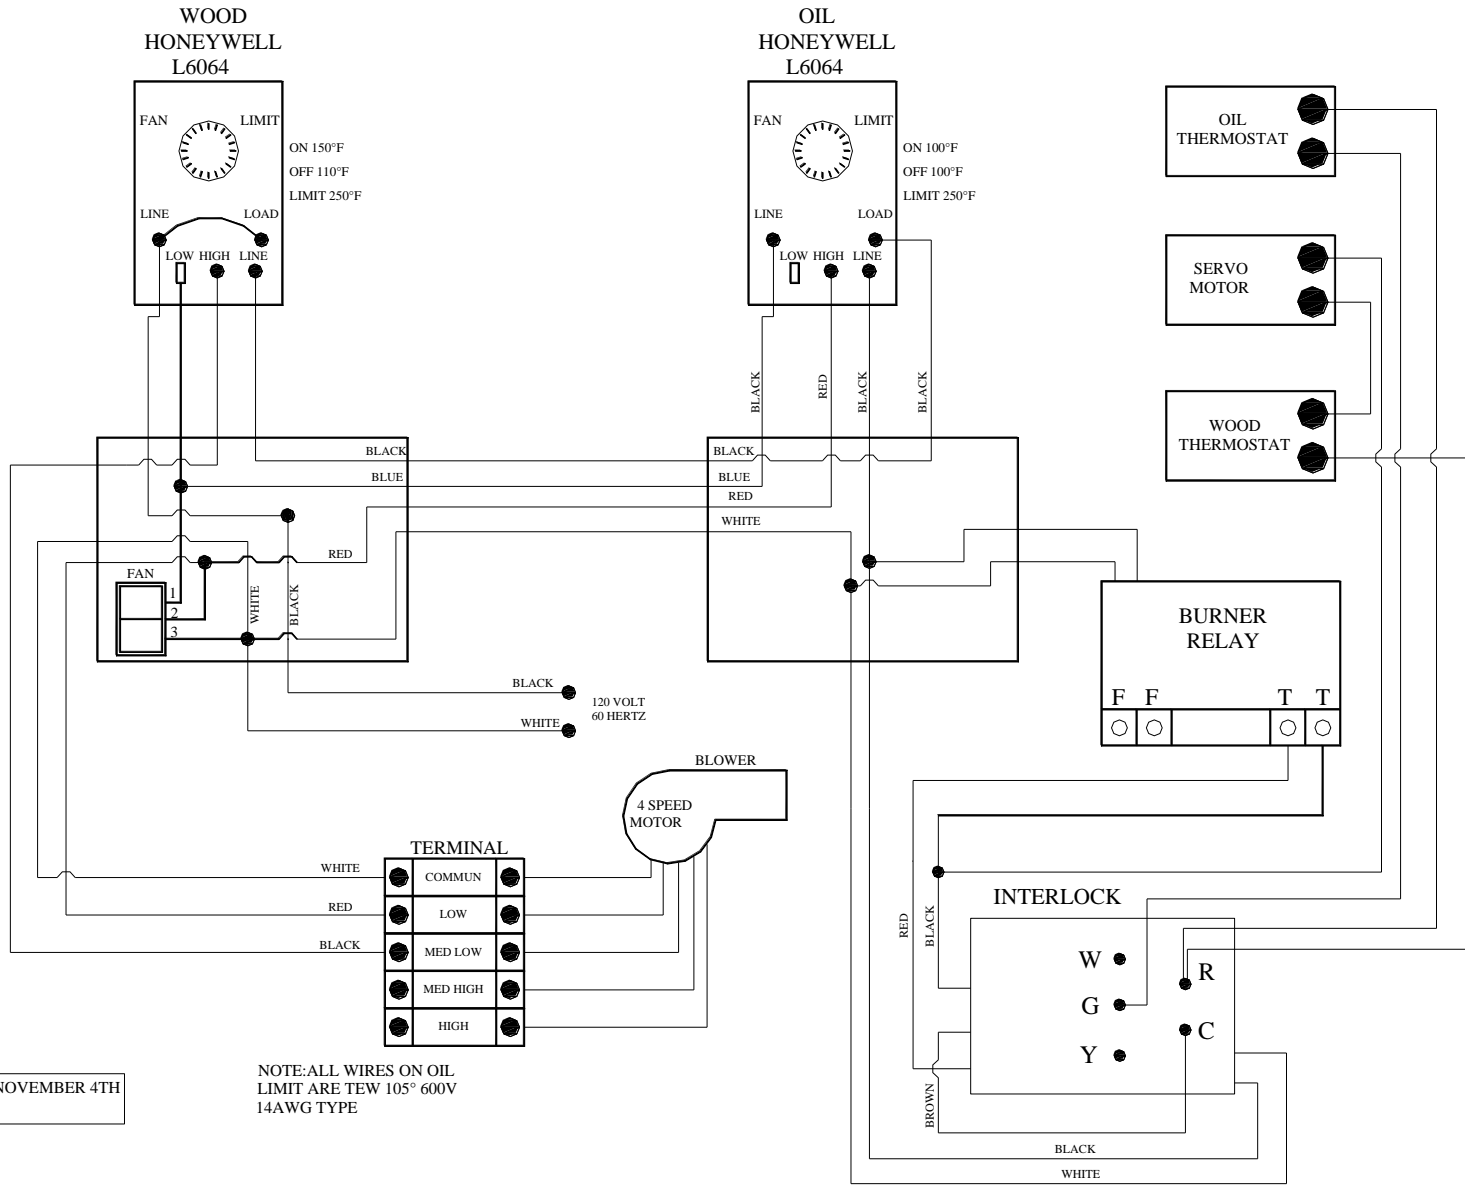 WOOD
HONEYWELL
L6064
FAN
LIMIT
ON 150°F
OFF 110°F
LIMIT 250°F
LINE
LOAD
LOW HIGH LINE
OIL
HONEYWELL
L6064
FAN
LIMIT
ON 100°F
OFF 100°F
LIMIT 250°F
LINE
LOAD
LOW HIGH LINE
OIL
THERMOSTAT
SERVO
MOTOR
WOOD
THERMOSTAT
BLACK
RED
BLACK
BLACK
BLACK
BLUE
RED
FAN
1
2
3
WHITE
BLACK
BLACK
BLUE
RED
WHITE
BLACK
WHITE
120 VOLT
60 HERTZ
BURNER
RELAY
F
F
T
T
BLOWER
4 SPEED
MOTOR
TERMINAL
WHITE
COMMUN
RED
LOW
BLACK
MED LOW
MED HIGH
HIGH
INTERLOCK
RED
BLACK
W
G
Y
R
C
BROWN
BLACK
WHITE
NOVEMBER 4TH
NOTE:ALL WIRES ON OIL
LIMIT ARE TEW 105° 600V
14AWG TYPE